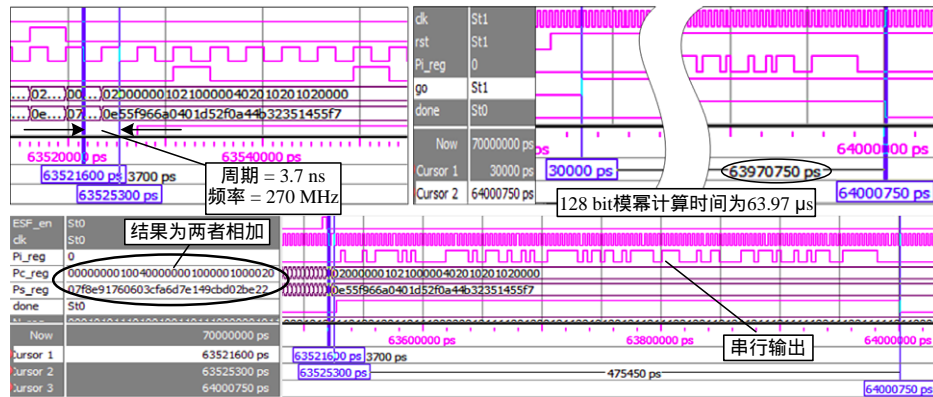 ...)02...)00 ...)02000000102100000402010201020000
...)0e...)07 ...)0e55f966a0401d52f0a44b32351455f7
63520000 ps 63540000 ps
63521600 ps 3700 ps
63525300 ps
周期 = 3.7 ns
频率 = 270 MHz
clk St1
rst St1
Pi_reg 0
go St1
done St0
Now 70000000 ps ps 64000000 ps
Cursor 1 30000 ps 30000 ps 63970750 ps
Cursor 2 64000750 ps 64000750 ps
128 bit模幂计算时间为63.97 μs
ESF_en St0
clk St0
Pi_reg 0
Pc_reg 00000000100400000001000001000020 02000000102100000402010201020000
Ps_reg 07f8e91760603cfa6d7e149cbd02be22 0e55f966a0401d52f0a44b32351455f7
done St0
结果为两者相加
串行输出
Now 70000000 ps 63600000 ps 63800000 ps 64000000 ps
Cursor 1 63521600 ps 63521600 ps 3700 ps
Cursor 2 63525300 ps 63525300 ps 475450 ps
Cursor 3 64000750 ps 64000750 ps